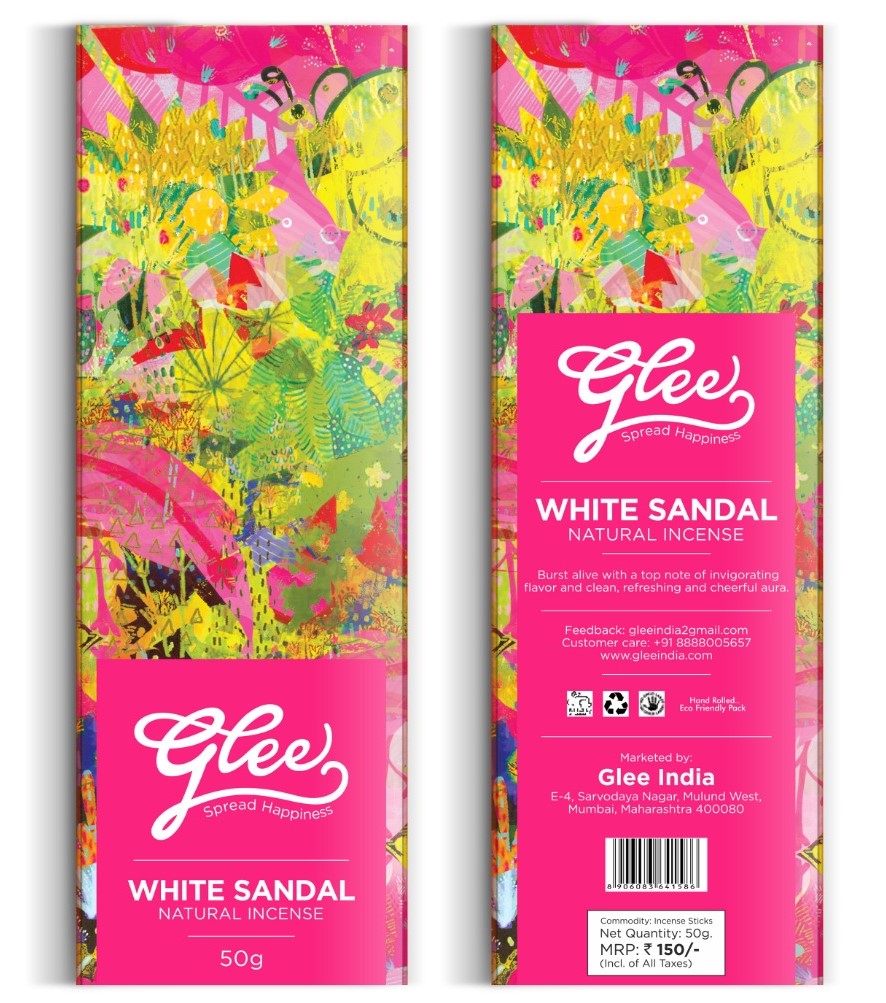 Glee
Spread Happiness
WHITE SANDAL
NATURAL INCENSE
50g
Glee
Spread Happiness
WHITE SANDAL
NATURAL INCENSE
Burst alive with a top note of invigorating
flavor and clean, refreshing and cheerful aura.
Feedback: gleeindia2gmail.com
Customer care: +91 8888005657
www.gleeindia.com
Hand Rolled...
Eco Friendly Pack
Marketed by:
Glee India
E-4, Sarvodaya Nagar, Mulund West,
Mumbai, Maharashtra 400080
8 906083 641586
Commodity: Incense Sticks
Net Quantity: 50g.
MRP: ₹ 150/-
(Incl. of All Taxes)